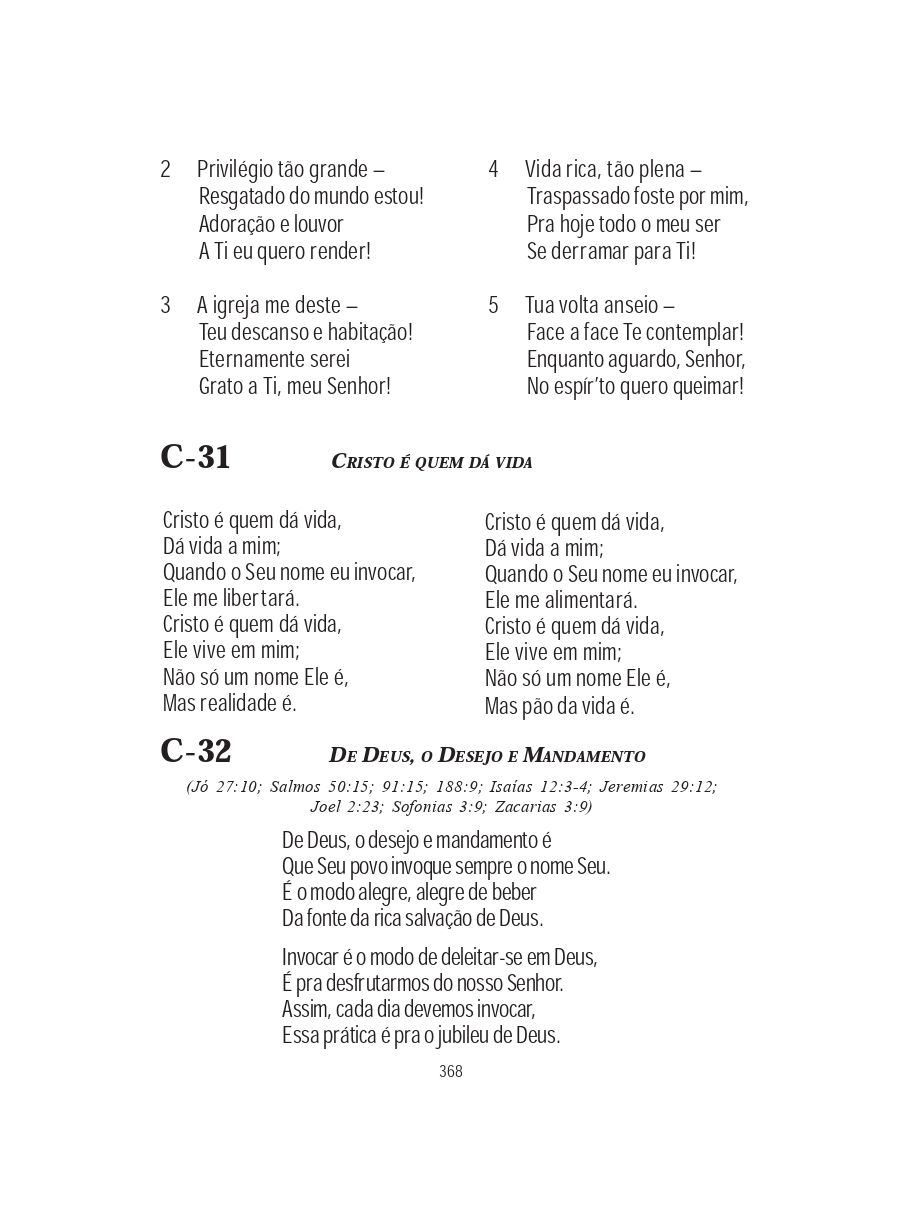 2 Privilégio tão grande –
Resgatado do mundo estou!
Adoração e louvor
A Ti eu quero render!
3 A igreja me deste –
Teu descanso e habitação!
Eternamente serei
Grato a Ti, meu Senhor!
4 Vida rica, tão plena –
Traspassado foste por mim,
Pra hoje todo o meu ser
Se derramar para Ti!
5 Tua volta anseio –
Face a face Te contemplar!
Enquanto aguardo, Senhor,
No espír’to quero queimar!
C-31 Cristo é quem dá vida
Cristo é quem dá vida,
Dá vida a mim;
Quando o Seu nome eu invocar,
Ele me libertará.
Cristo é quem dá vida,
Ele vive em mim;
Não só um nome Ele é,
Mas realidade é.
Cristo é quem dá vida,
Dá vida a mim;
Quando o Seu nome eu invocar,
Ele me alimentará.
Cristo é quem dá vida,
Ele vive em mim;
Não só um nome Ele é,
Mas pão da vida é.
C-32 De Deus, o Desejo e Mandamento
(Jó 27:10; Salmos 50:15; 91:15; 188:9; Isaías 12:3-4; Jeremias 29:12;
Joel 2:23; Sofonias 3:9; Zacarias 3:9)
De Deus, o desejo e mandamento é
Que Seu povo invoque sempre o nome Seu.
É o modo alegre, alegre de beber
Da fonte da rica salvação de Deus.
Invocar é o modo de deleitar-se em Deus,
É pra desfrutarmos do nosso Senhor.
Assim, cada dia devemos invocar,
Essa prática é pra o jubileu de Deus.
368